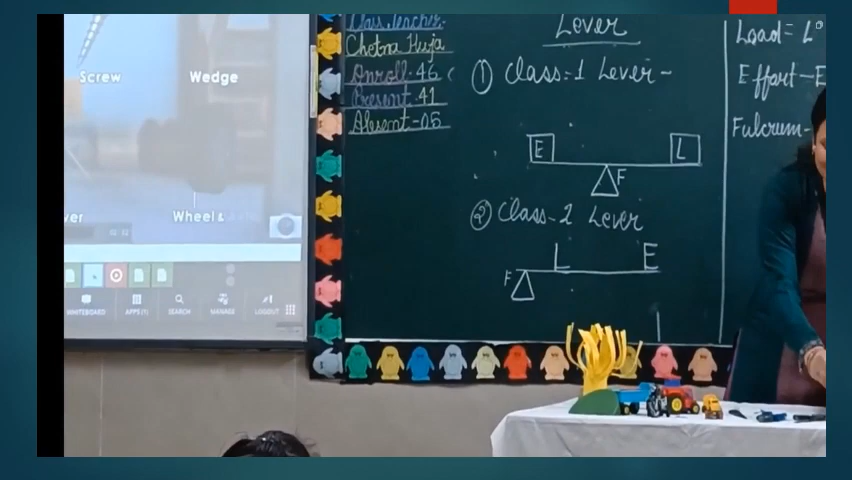 Screw
Wedge
Wheel &
WHITEBOARD
APPS (1)
SEARCH
MANAGE
LOGOUT
Class Teacher.
Chetna
Enroll. 46
Present. 41
Absent - 05
Lever
① Class-1 Lever -
E
L
F
② Class-2 Lever
L
E
F
Load = L
Effort - E
Fulcrum -